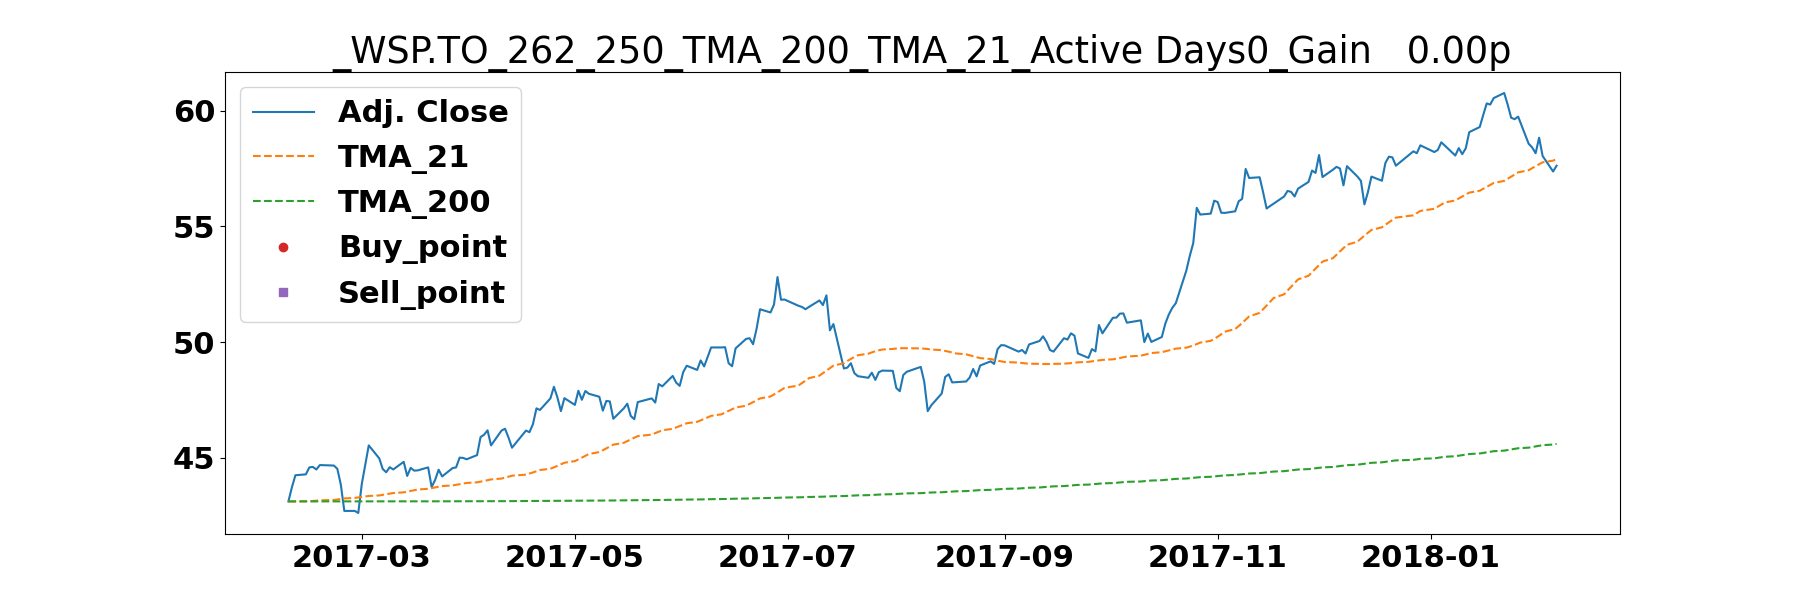 _WSP.TO_262_250_TMA_200_TMA_21_Active Days0_Gain   0.00p
Adj. Close
TMA_21
TMA_200
Buy_point
Sell_point
60
55
50
45
2017-03 2017-05 2017-07 2017-09 2017-11 2018-01